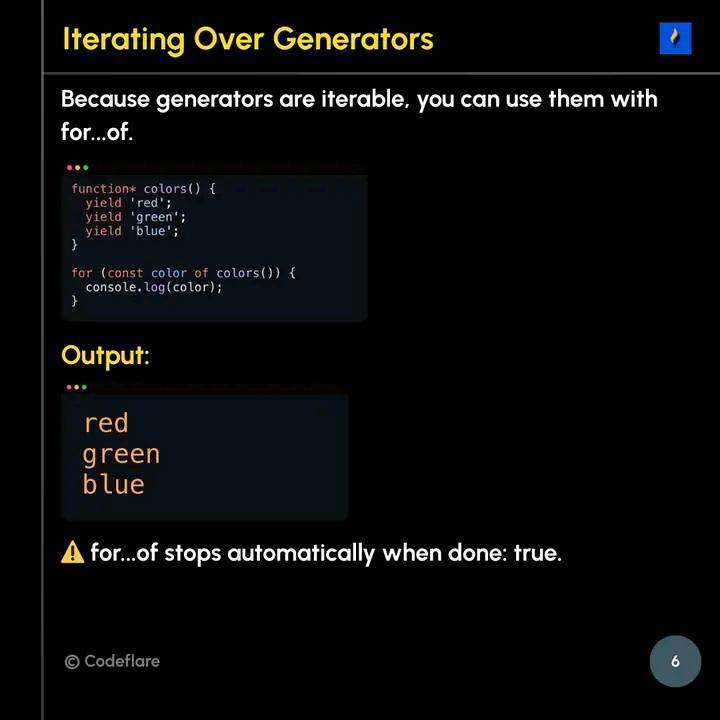 Iterating Over Generators
Because generators are iterable, you can use them with
for...of.
function* colors() {
  yield 'red';
  yield 'green';
  yield 'blue';
}
for (const color of colors()) {
  console.log(color);
}
Output:
red
green
blue
⚠️ for...of stops automatically when done: true.
© Codeflare
6